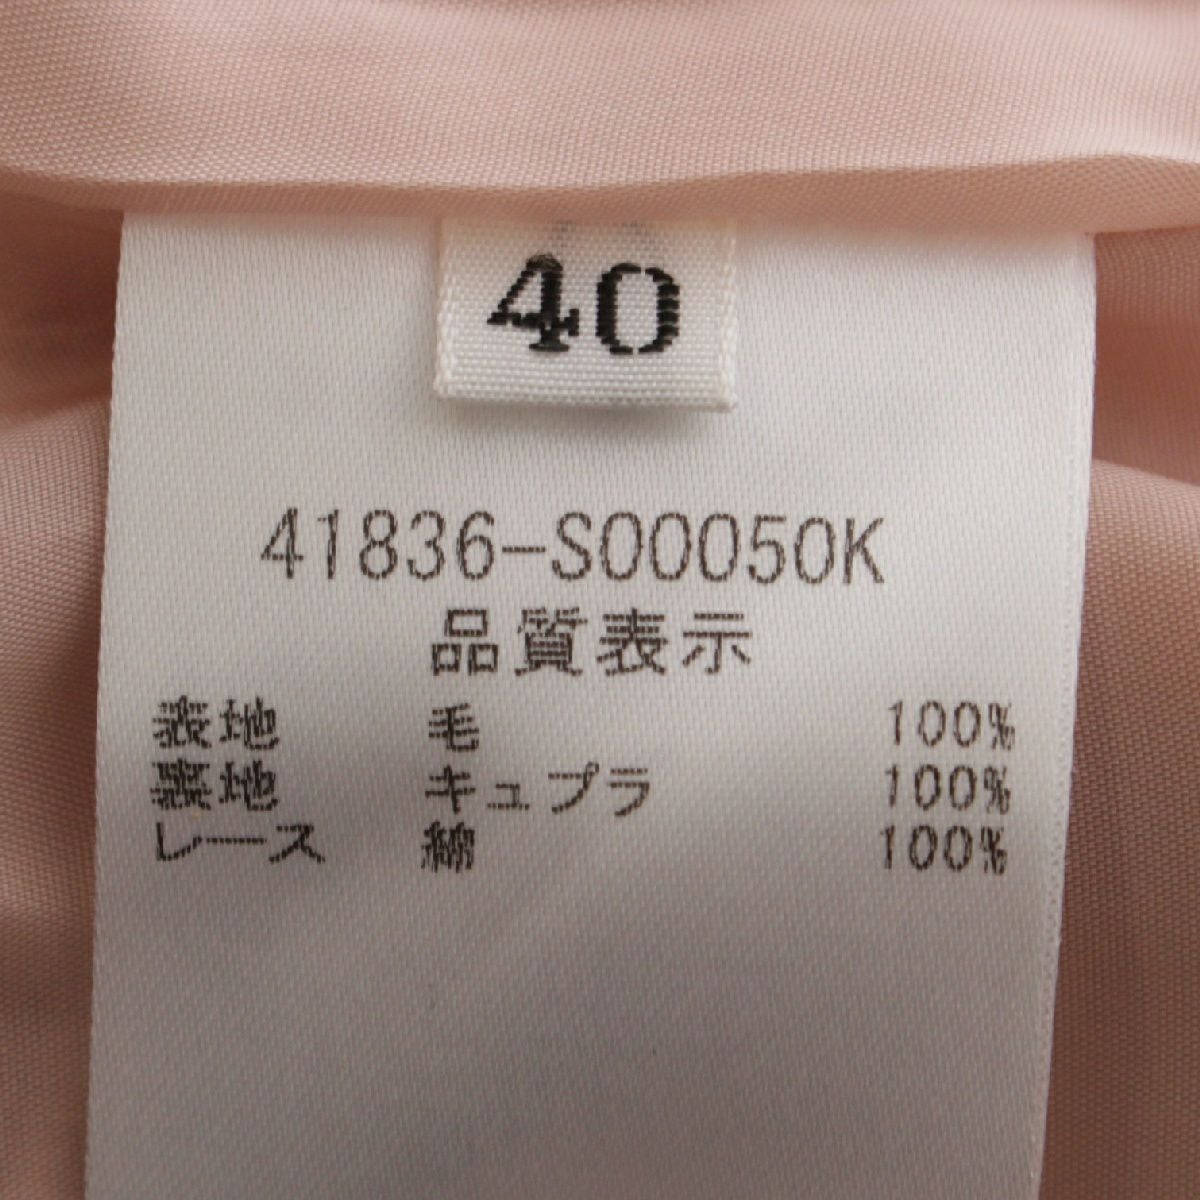 40
41836-S00050K
品質表示
表地 毛 100%
裏地 キュプラ 100%
レース 綿 100%